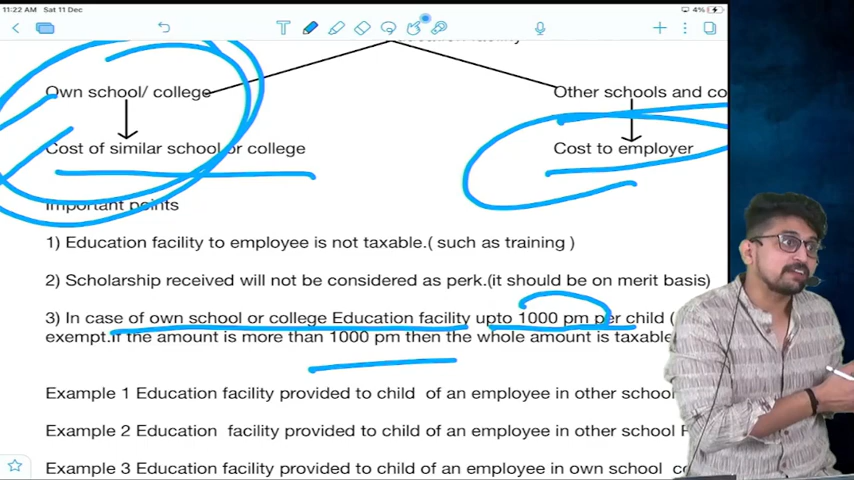 11:22 AM Sat 11 Dec
4%
T
Own school/ college
Other schools and co
Cost of similar school or college
Cost to employer
Important points
1) Education facility to employee is not taxable.( such as training )
2) Scholarship received will not be considered as perk.(it should be on merit basis)
3) In case of own school or college Education facility upto 1000 pm per child (
exempt.If the amount is more than 1000 pm then the whole amount is taxable
Example 1 Education facility provided to child of an employee in other school
Example 2 Education facility provided to child of an employee in other school
Example 3 Education facility provided to child of an employee in own school